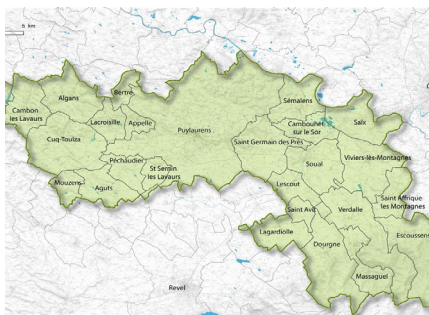 5 km
Bertre
Algans
Sémalens
Cambon
les Lavaurs
Lacroisille
Appelle
Cambounet
sur le Sor
Saïx
Puylaurens
Cuq-Toulza
Saint Germain des Près
Péchaudier
Viviers-lès-Montagnes
Soual
St Sernin
les Lavaurs
Mouzens
Aguts
Lescout
Saint Affrique
les Montagnes
Saint Avit
Verdalle
Lagardiolle
Escoussens
Dourgne
Massaguel
Revel